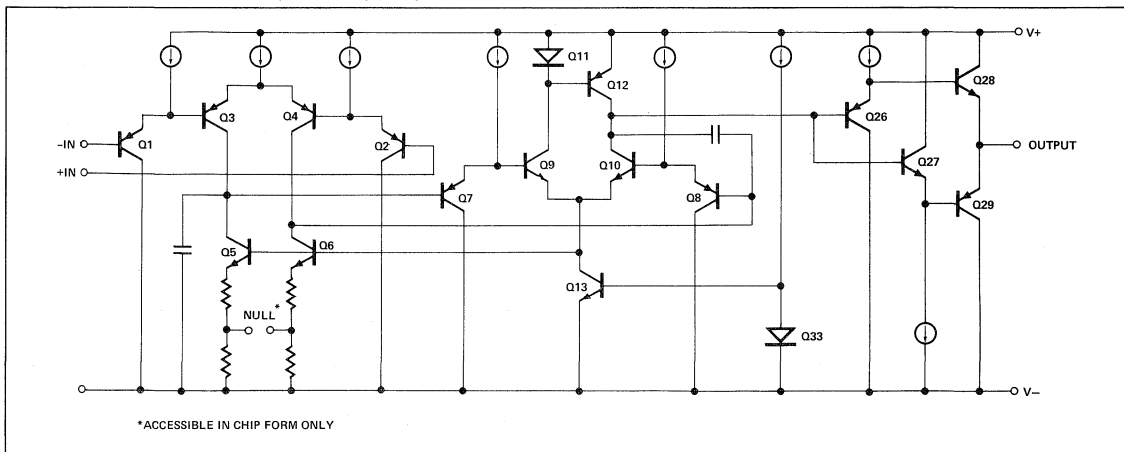 V+
Q11
Q12
Q3
Q4
Q28
Q26
-IN
Q1
Q2
OUTPUT
+IN
Q9
Q10
Q27
Q7
Q8
Q29
Q5
Q6
Q13
NULL*
Q33
V-
*ACCESSIBLE IN CHIP FORM ONLY